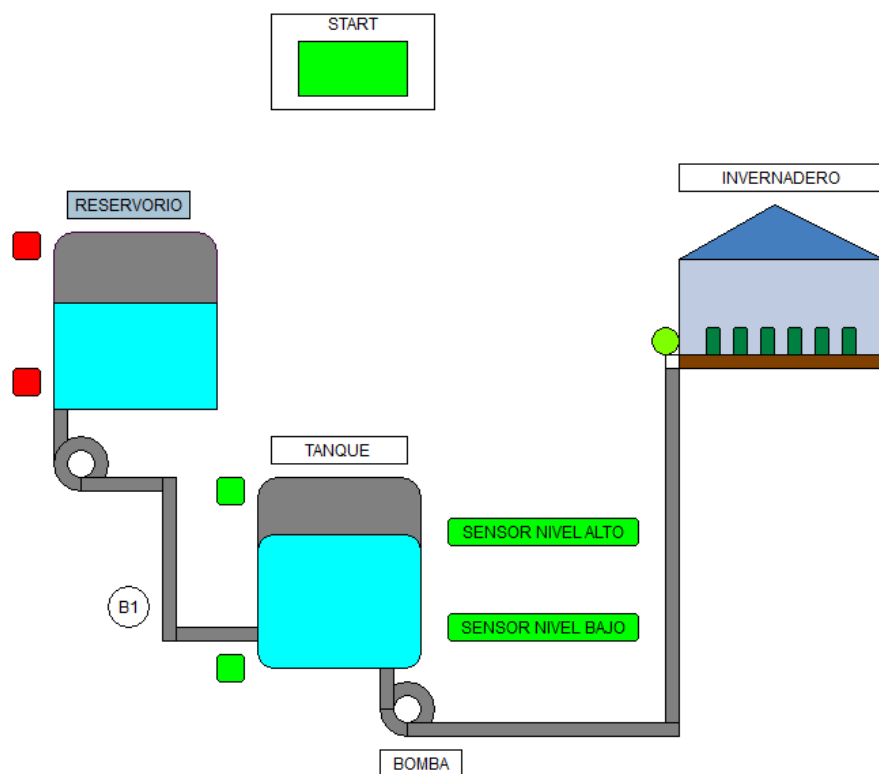 START
INVERNADERO
RESERVORIO
TANQUE
SENSOR NIVEL ALTO
B1
SENSOR NIVEL BAJO
BOMBA